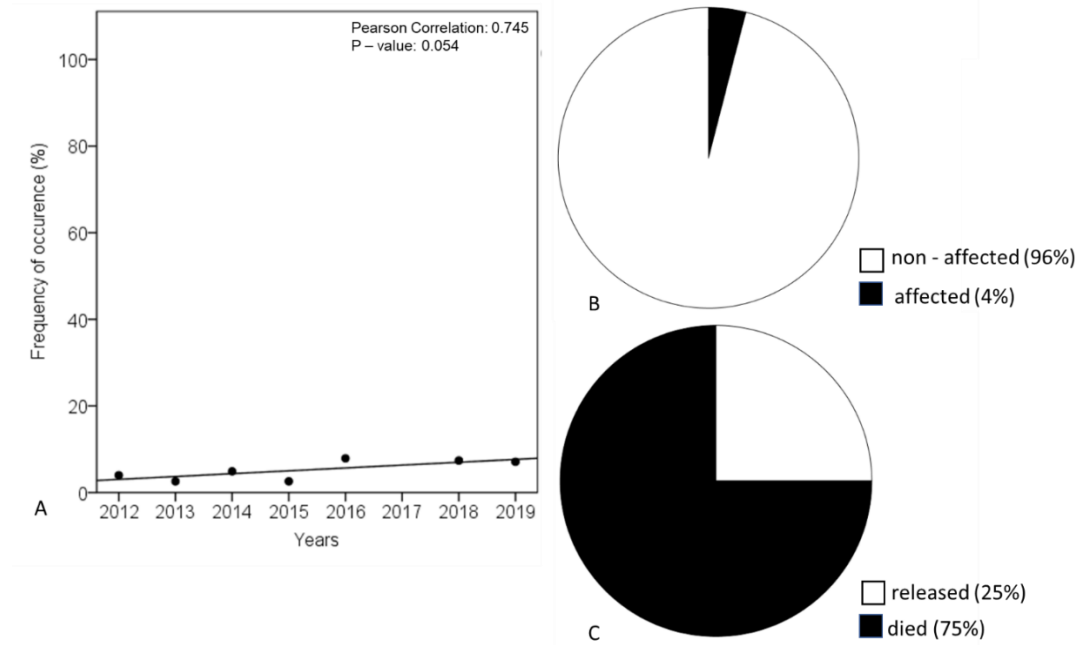 Pearson Correlation: 0.745
P – value: 0.054
Frequency of occurence (%)
100
80
60
40
20
0
2012 2013 2014 2015 2016 2017 2018 2019
Years
A
non - affected (96%)
affected (4%)
B
released (25%)
died (75%)
C